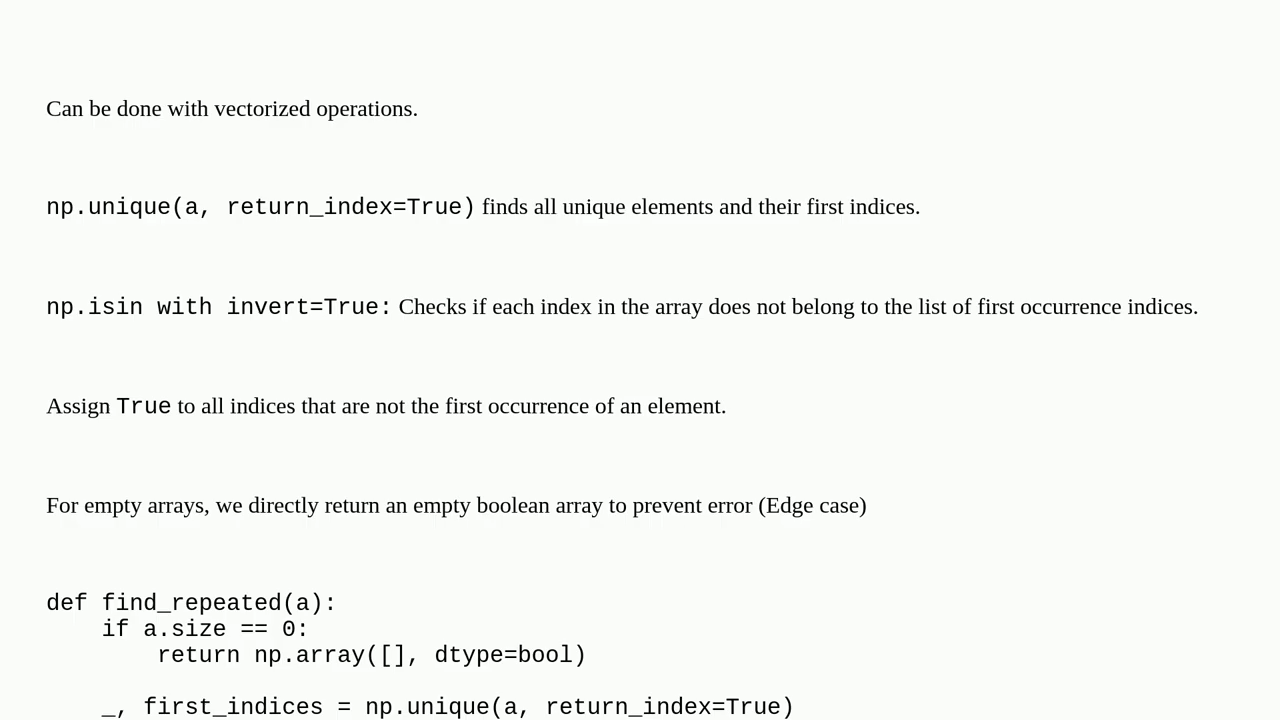 Can be done with vectorized operations.
np.unique(a, return_index=True) finds all unique elements and their first indices.
np.isin with invert=True: Checks if each index in the array does not belong to the list of first occurrence indices.
Assign True to all indices that are not the first occurrence of an element.
For empty arrays, we directly return an empty boolean array to prevent error (Edge case)
def find_repeated(a):
    if a.size == 0:
        return np.array([], dtype=bool)
    _, first_indices = np.unique(a, return_index=True)